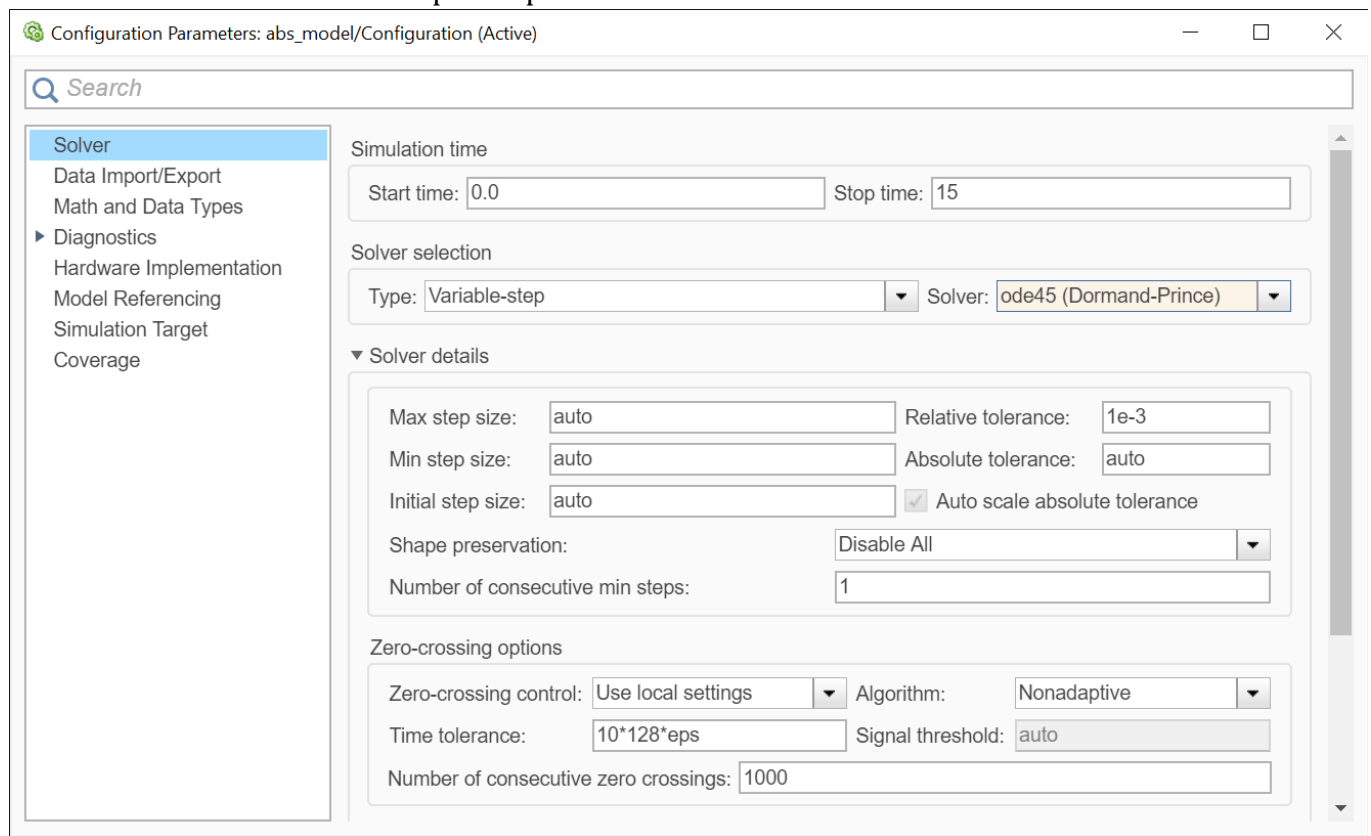 Configuration Parameters: abs_model/Configuration (Active)
Search
Solver
Data Import/Export
Math and Data Types
Diagnostics
Hardware Implementation
Model Referencing
Simulation Target
Coverage
Simulation time
Start time: 0.0 Stop time: 15
Solver selection
Type: Variable-step Solver: ode45 (Dormand-Prince)
Solver details
Max step size: auto Relative tolerance: 1e-3
Min step size: auto Absolute tolerance: auto
Initial step size: auto Auto scale absolute tolerance
Shape preservation: Disable All
Number of consecutive min steps: 1
Zero-crossing options
Zero-crossing control: Use local settings Algorithm: Nonadaptive
Time tolerance: 10*128*eps Signal threshold: auto
Number of consecutive zero crossings: 1000